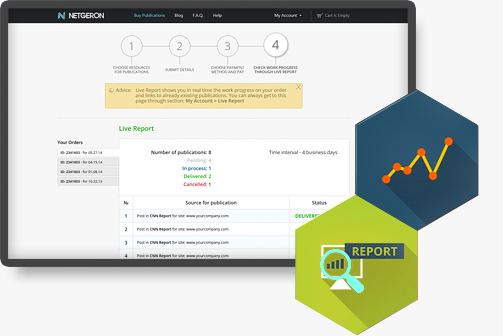 NETGERON
Buy Publications Blog F.A.Q. Help My Account Cart is Empty
1 2 3 4
CHOOSE RESOURCES
FOR PUBLICATIONS
SUBMIT DETAILS
CHOOSE PAYMENT
METHOD AND PAY
CHECK WORK PROGRESS
THROUGH LIVE REPORT
Advice: Live Report shows you in real time the work progress on your order
and links to already existing publications. You can always get to this
page through section: My Account > Live Report
X
Live Report
Your Orders
ID: 2341603 - for 05.27.14
ID: 2341603 - for 04.15.14
ID: 2341603 - for 01.08.14
ID: 2341603 - for 10.22.13
Number of publications: 8 Time interval - 4 business days
Pending: 4
In process: 1
Delivered: 2
Cancelled: 1
№ Source for publication Status
1 Post in CNN Report for site: www.yourcompany.com
2 Post in CNN Report for site: www.yourcompany.com
3 Post in CNN Report for site: www.yourcompany.com
4 Post in CNN Report for site: www.yourcompany.com
REPORT